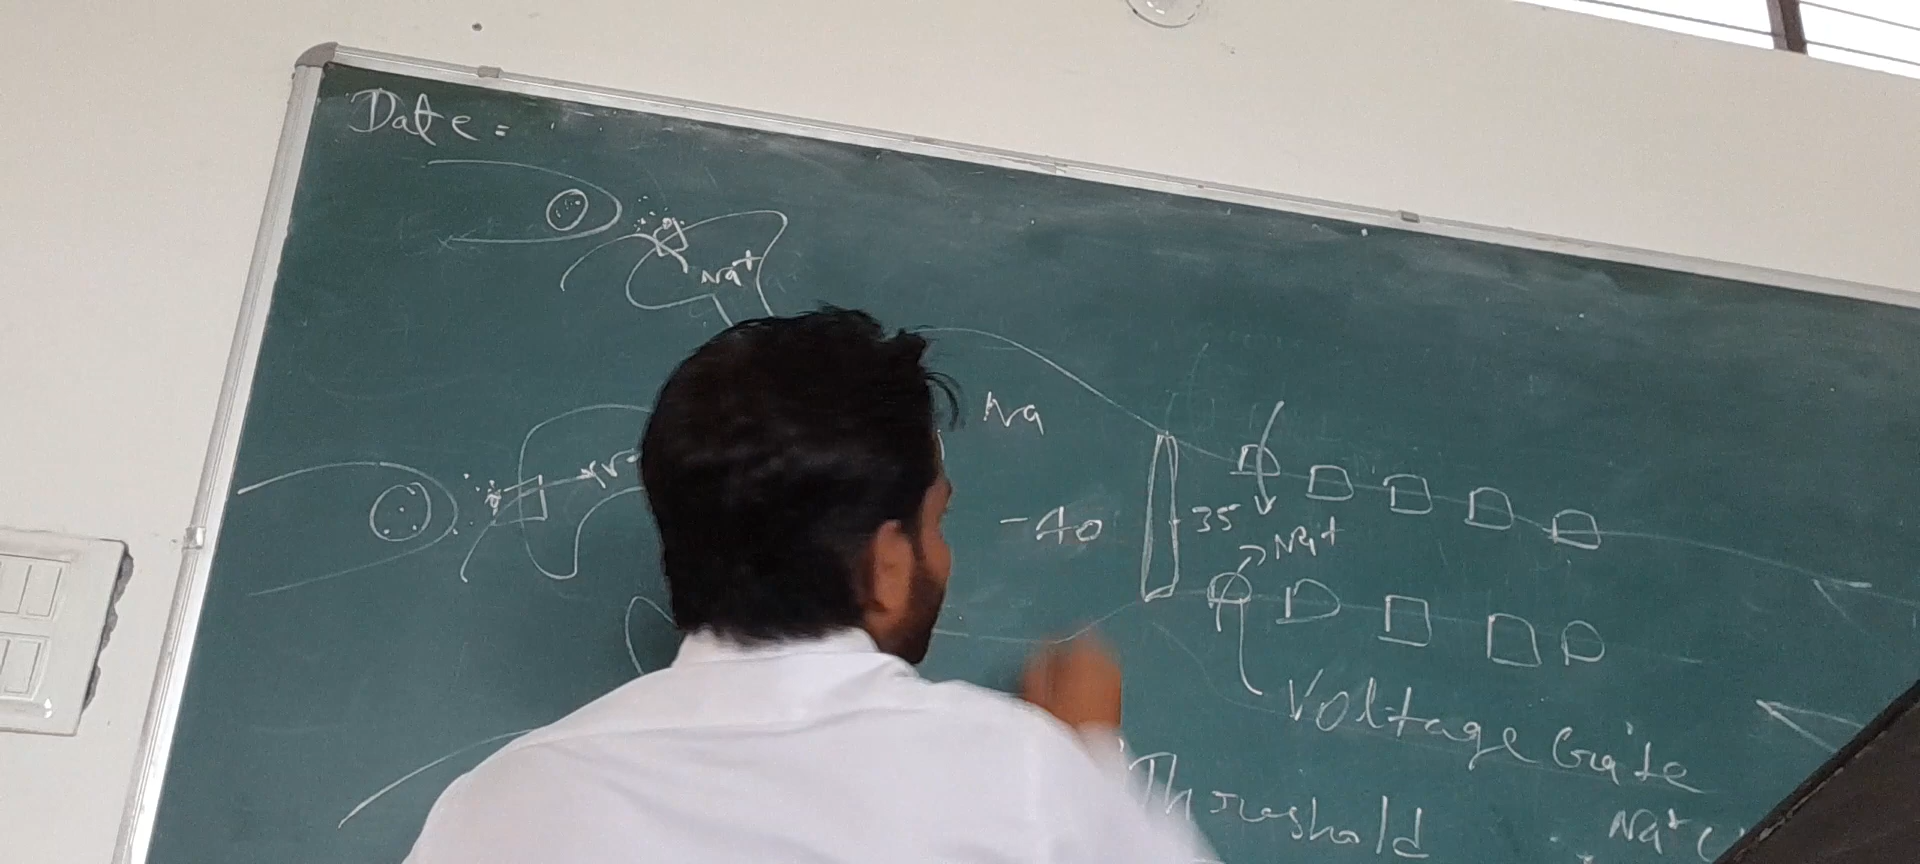 Date =
Na+
Na
-40
35
Na+
Voltage Gate
Threshold
Na+